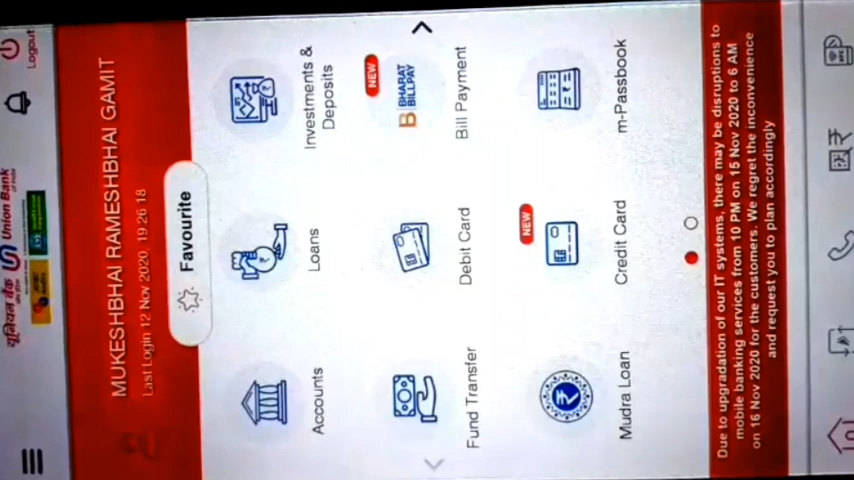 यूनियन बैंक Union Bank
Logout
MUKESHBHAI RAMESHBHAI GAMIT
Last Login 12 Nov 2020, 19:26:18
Favourite
Accounts
Loans
Investments &
Deposits
Fund Transfer
Debit Card
NEW
BHARAT
BILLPAY
Bill Payment
Mudra Loan
NEW
Credit Card
m-Passbook
Due to upgradation of our IT systems, there may be disruptions to
mobile banking services from 10 PM on 15 Nov 2020 to 6 AM
on 16 Nov 2020 for the customers. We regret the inconvenience
and request you to plan accordingly